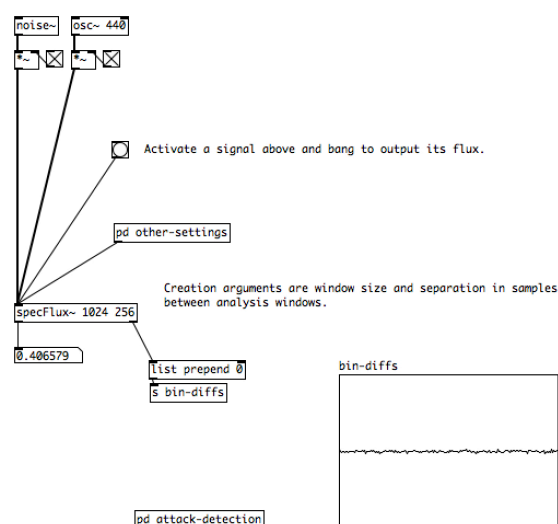 noise~ osc~ 440
*~ *~
Activate a signal above and bang to output its flux.
pd other-settings
Creation arguments are window size and separation in samples
between analysis windows.
specFlux~ 1024 256
0.406579
list prepend 0
s bin-diffs
bin-diffs
pd attack-detection